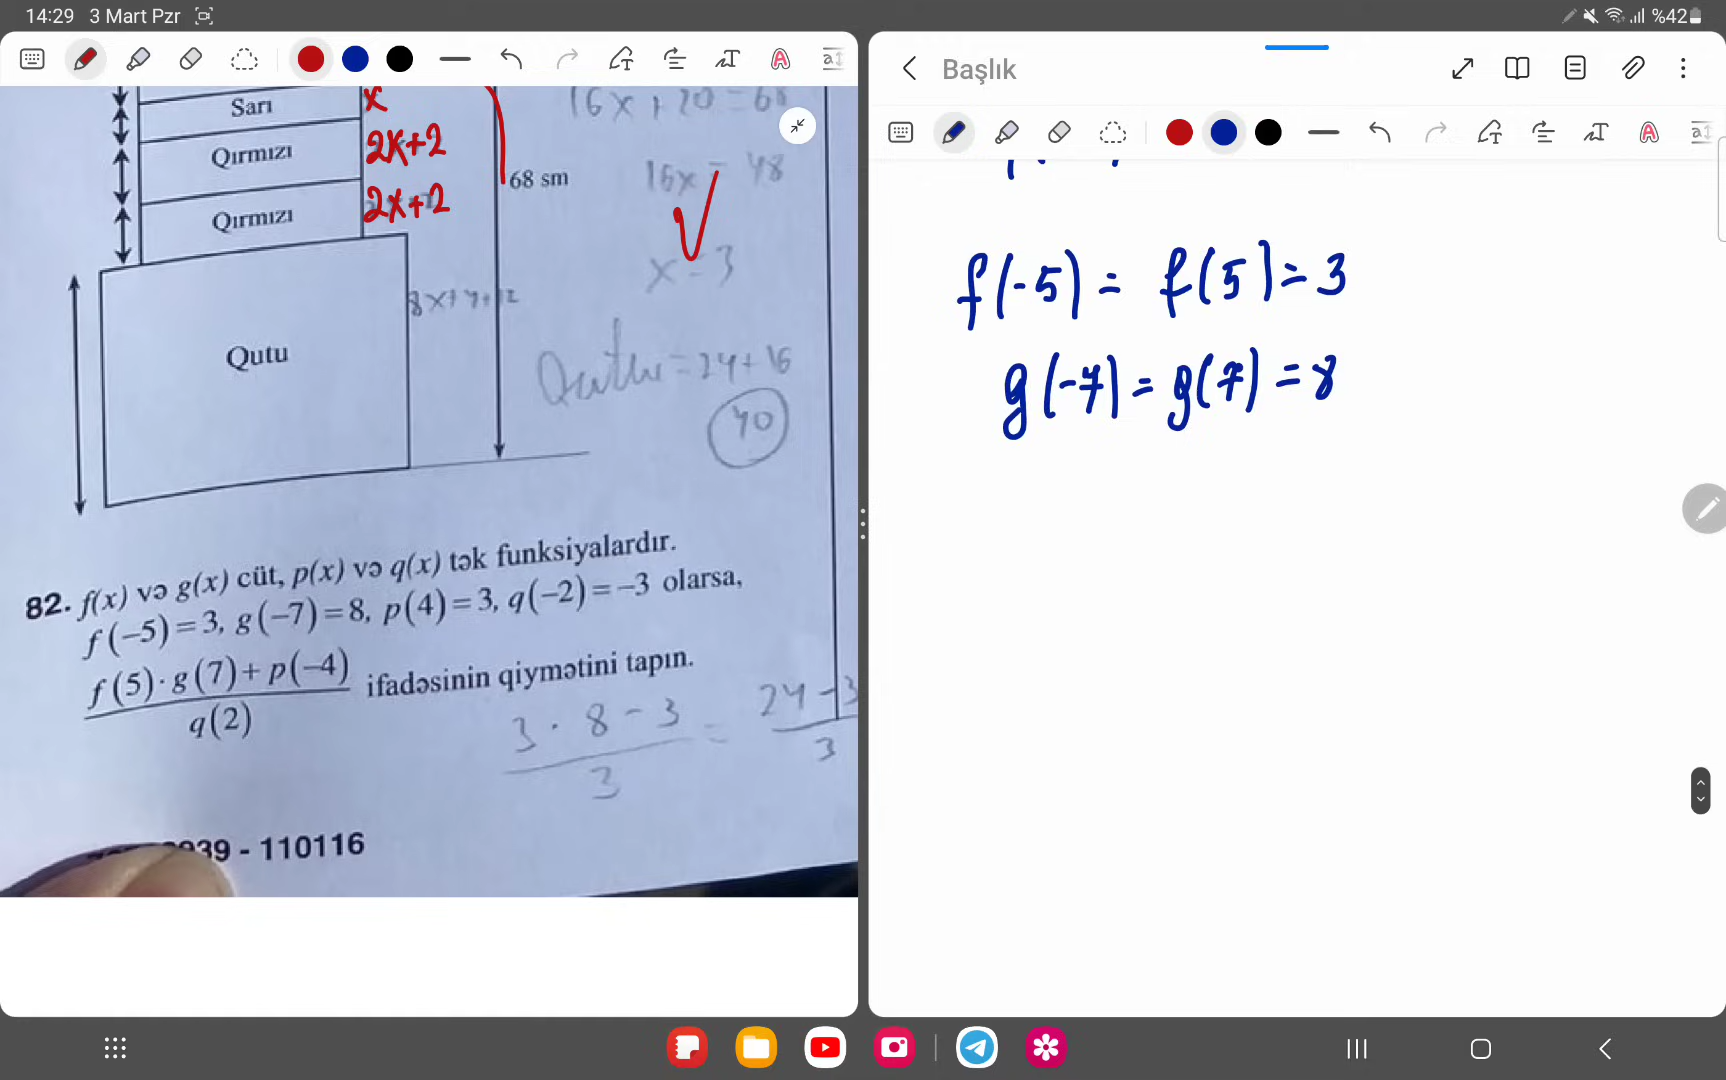 14:29 3 Mart Pzr
%42
Başlık
Sarı
x
16x + 20 = 68
Qırmızı
2x+2
68 sm
16x = 48
Qırmızı
2x+2
x = 3
8x+4+12
Qutu
Qutu = 24 + 16
40
82. f(x) və g(x) cüt, p(x) və q(x) tək funksiyalardır.
f(−5) = 3, g(−7) = 8, p(4) = 3, q(−2) = −3 olarsa,
f(5) · g(7) + p(−4)
q(2)
ifadəsinin qiymətini tapın.
3 · 8 − 3
3
=
24 − 3
3
939 - 110116
f(-5) = f(5) = 3
g(-7) = g(7) = 8